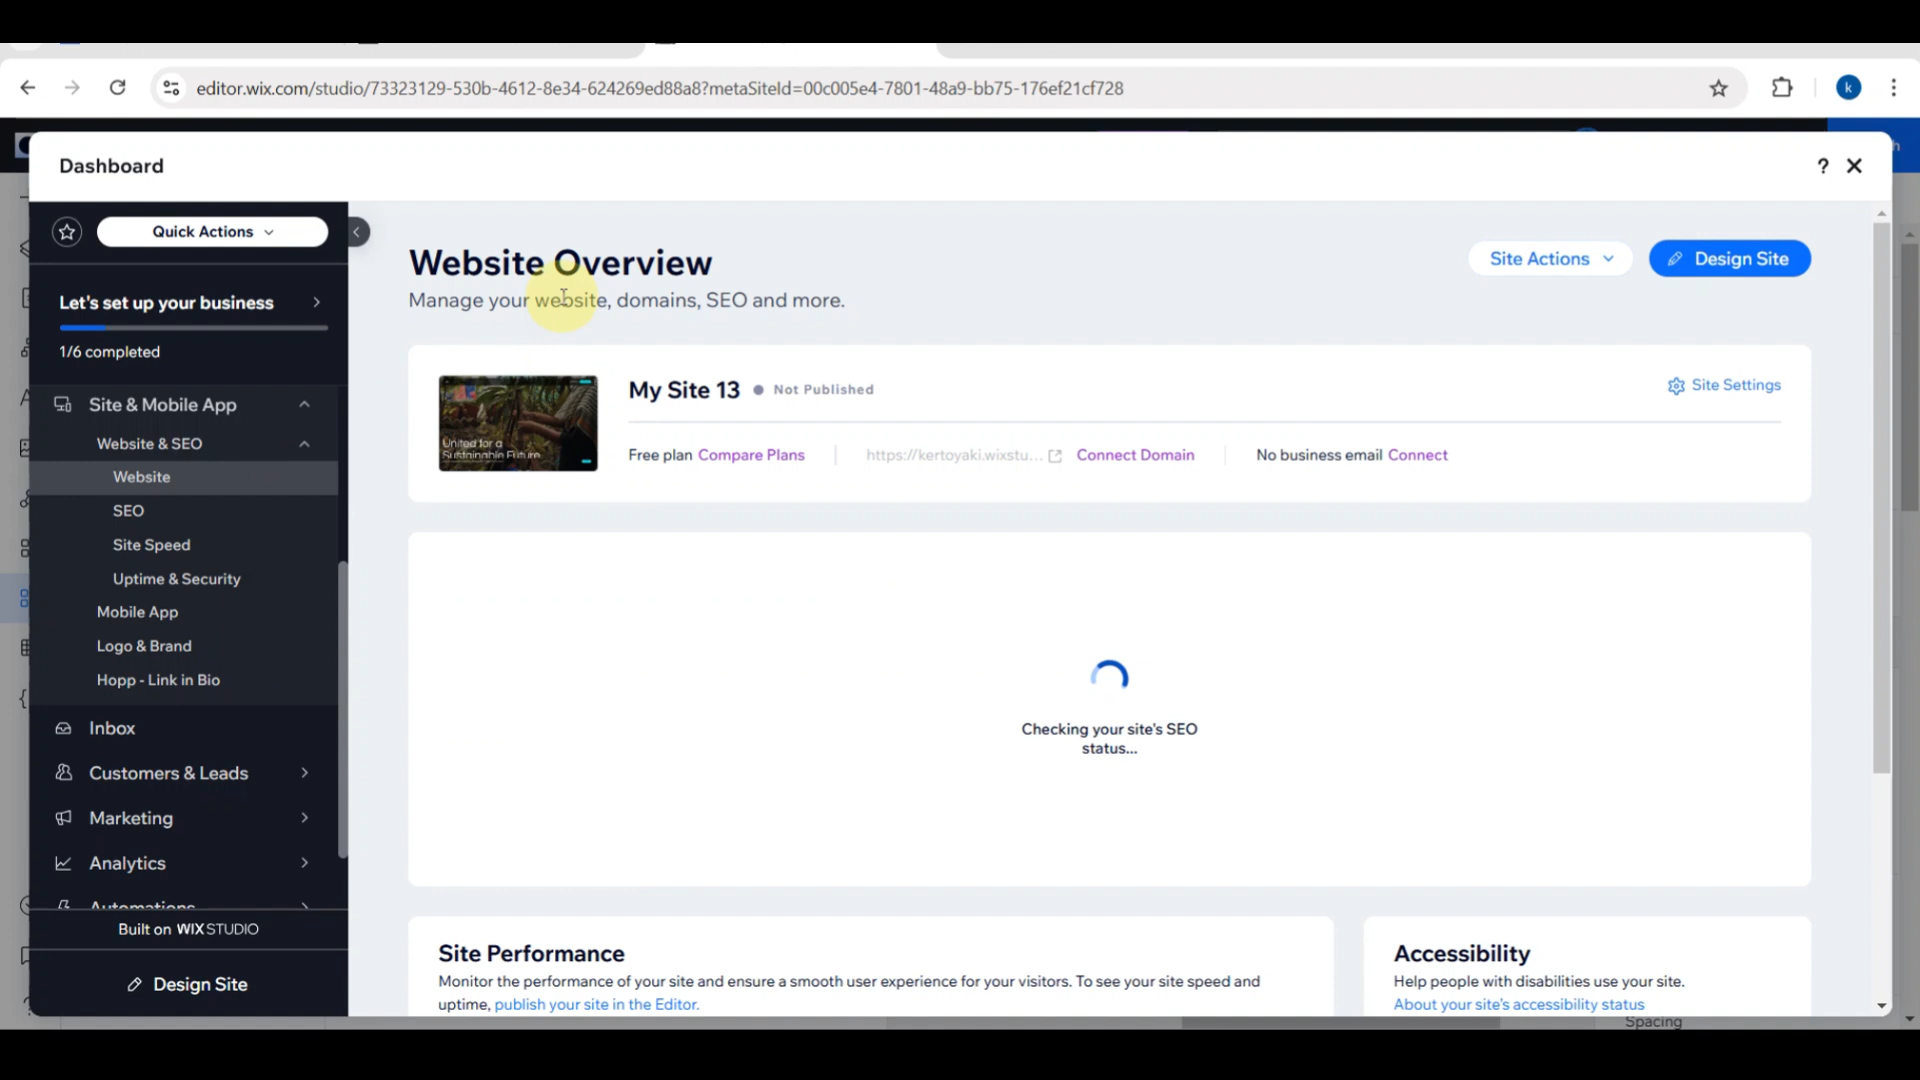 editor.wix.com/studio/73323129-530b-4612-8e34-624269ed88a8?metaSiteId=00c005e4-7801-48a9-bb75-176ef21cf728
k
Dashboard
?
Quick Actions
Let's set up your business
1/6 completed
Site & Mobile App
Website & SEO
Website
SEO
Site Speed
Uptime & Security
Mobile App
Logo & Brand
Hopp - Link in Bio
Inbox
Customers & Leads
Marketing
Analytics
Automations
Built on WIX STUDIO
Design Site
Website Overview
Manage your website, domains, SEO and more.
Site Actions
Design Site
United for a
Sustainable Future
My Site 13
Not Published
Site Settings
Free plan Compare Plans
https://kertoyaki.wixstu...
Connect Domain
No business email Connect
Checking your site's SEO
status...
Site Performance
Monitor the performance of your site and ensure a smooth user experience for your visitors. To see your site speed and
uptime, publish your site in the Editor.
Accessibility
Help people with disabilities use your site.
About your site's accessibility status
Spacing